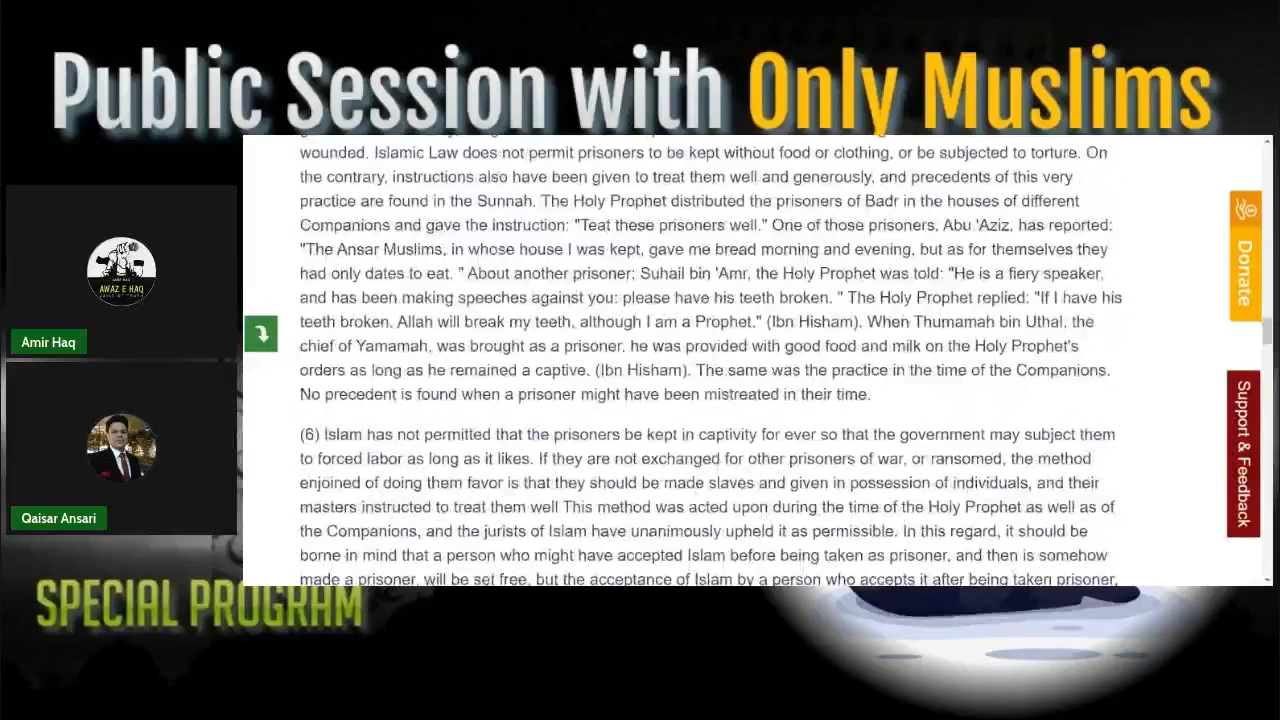 Public Session with Only Muslims
wounded. Islamic Law does not permit prisoners to be kept without food or clothing, or be subjected to torture. On
the contrary, instructions also have been given to treat them well and generously, and precedents of this very
practice are found in the Sunnah. The Holy Prophet distributed the prisoners of Badr in the houses of different
Companions and gave the instruction: "Teat these prisoners well." One of those prisoners, Abu 'Aziz, has reported:
"The Ansar Muslims, in whose house I was kept, gave me bread morning and evening, but as for themselves they
had only dates to eat. " About another prisoner; Suhail bin 'Amr, the Holy Prophet was told: "He is a fiery speaker,
and has been making speeches against you: please have his teeth broken. " The Holy Prophet replied: "If I have his
teeth broken, Allah will break my teeth, although I am a Prophet." (Ibn Hisham). When Thumamah bin Uthal, the
chief of Yamamah, was brought as a prisoner, he was provided with good food and milk on the Holy Prophet's
orders as long as he remained a captive. (Ibn Hisham). The same was the practice in the time of the Companions.
No precedent is found when a prisoner might have been mistreated in their time.
(6) Islam has not permitted that the prisoners be kept in captivity for ever so that the government may subject them
to forced labor as long as it likes. If they are not exchanged for other prisoners of war, or ransomed, the method
enjoined of doing them favor is that they should be made slaves and given in possession of individuals, and their
masters instructed to treat them well This method was acted upon during the time of the Holy Prophet as well as of
the Companions, and the jurists of Islam have unanimously upheld it as permissible. In this regard, it should be
borne in mind that a person who might have accepted Islam before being taken as prisoner, and then is somehow
made a prisoner, will be set free, but the acceptance of Islam by a person who accepts it after being taken prisoner,
Donate
Support & Feedback
AWAZ E HAQ
Amir Haq
Qaisar Ansari
SPECIAL PROGRAM